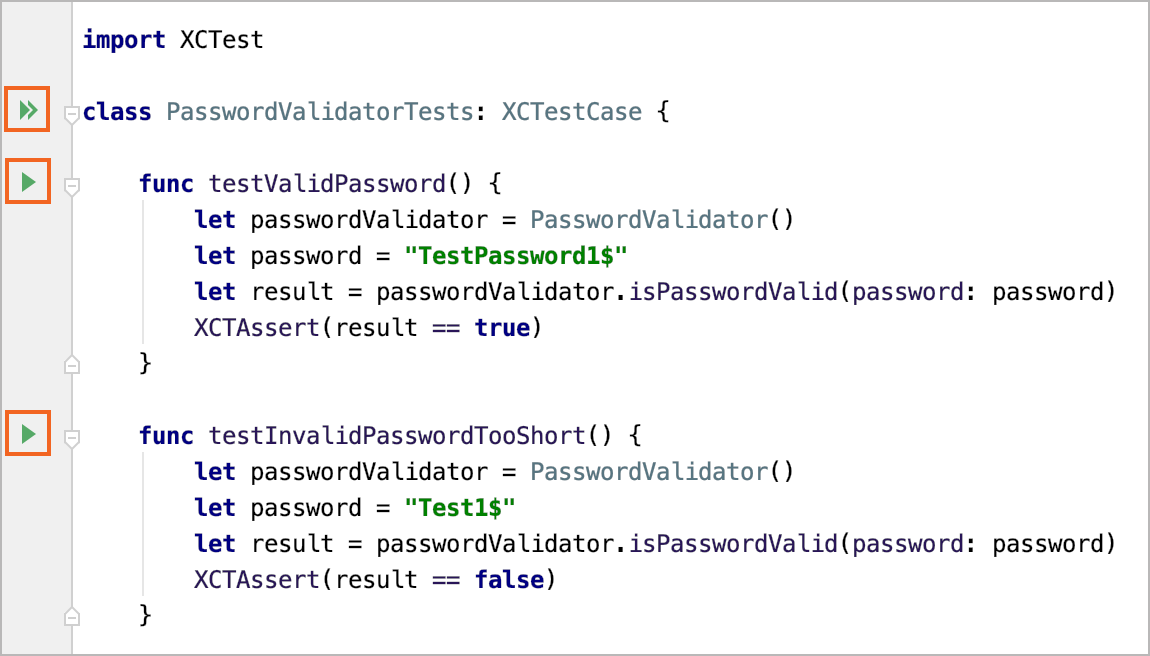 import XCTest
class PasswordValidatorTests: XCTestCase {
func testValidPassword() {
let passwordValidator = PasswordValidator()
let password = "TestPassword1$"
let result = passwordValidator.isPasswordValid(password: password)
XCTAssert(result == true)
}
func testInvalidPasswordTooShort() {
let passwordValidator = PasswordValidator()
let password = "Test1$"
let result = passwordValidator.isPasswordValid(password: password)
XCTAssert(result == false)
}